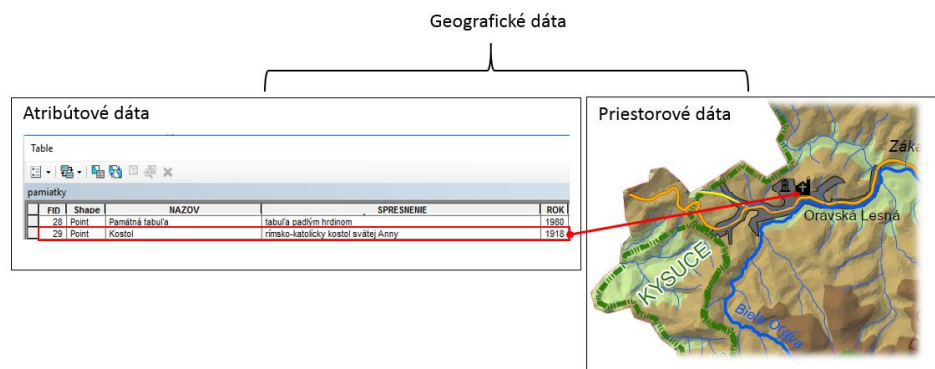 Geografické dáta
Atribútové dáta
Table
pamiatky
FID Shape NAZOV SPRESNENIE ROK
28 Point Pamätná tabuľa tabuľa padlým hrdinom 1980
29 Point Kostol rímsko-katolícky kostol svätej Anny 1918
Priestorové dáta
Záka
Oravská Lesná
KYSUCE
Biela Orava